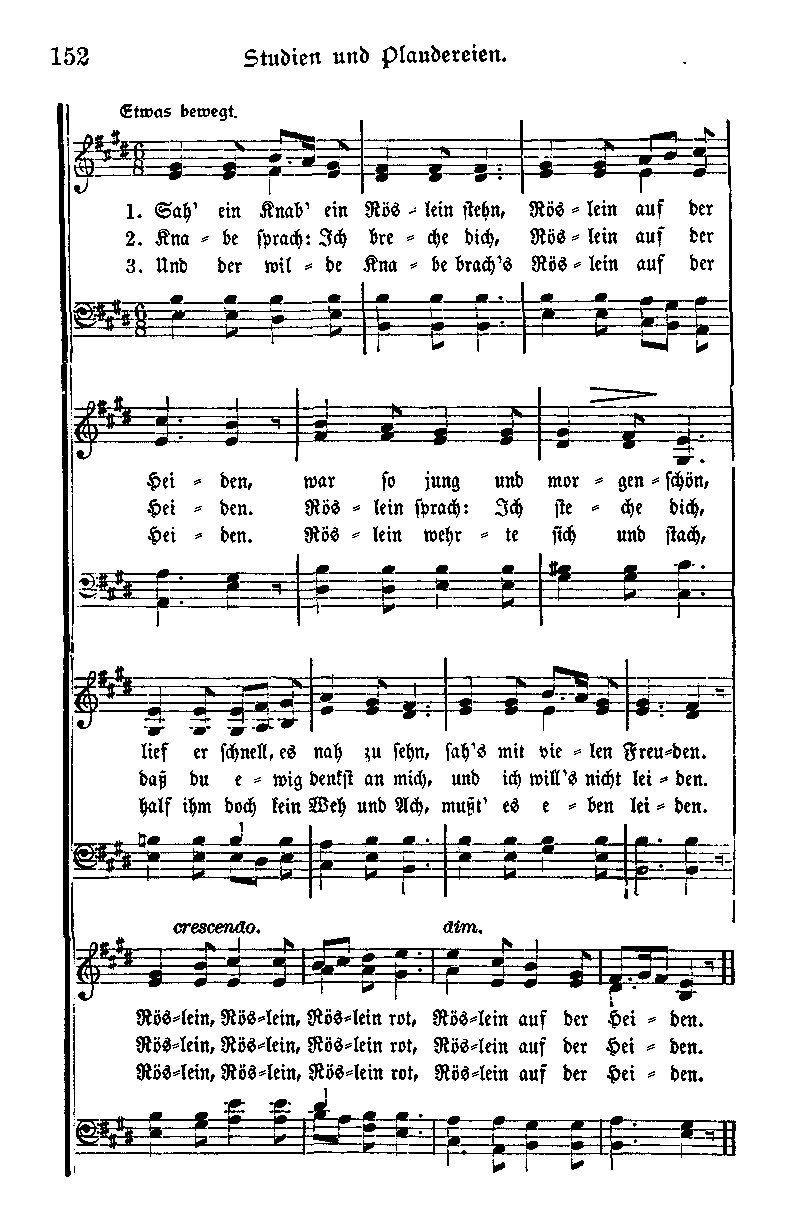 152 Studien und Plaudereien.
Etwas bewegt.
1. Sah' ein Knab' ein Rös - lein stehn, Rös - lein auf der
2. Kna - be sprach: Ich bre - che dich, Rös - lein auf der
3. Und der wil - de Kna - be brach's Rös - lein auf der
Hei - den, war so jung und mor - gen - schön,
Hei - den. Rös - lein sprach: Ich ste - che dich,
Hei - den. Rös - lein wehr - te sich und stach,
lief er schnell, es nah zu sehn, sah's mit vie - len Freu-den.
daß du e - wig denkst an mich, und ich will's nicht lei - den.
half ihm doch kein Weh und Ach, mußt' es e - ben lei - den.
crescendo. dim.
Rös-lein, Rös-lein, Rös-lein rot, Rös-lein auf der Hei - den.
Rös-lein, Rös-lein, Rös-lein rot, Rös-lein auf der Hei - den.
Rös-lein, Rös-lein, Rös-lein rot, Rös-lein auf der Hei - den.